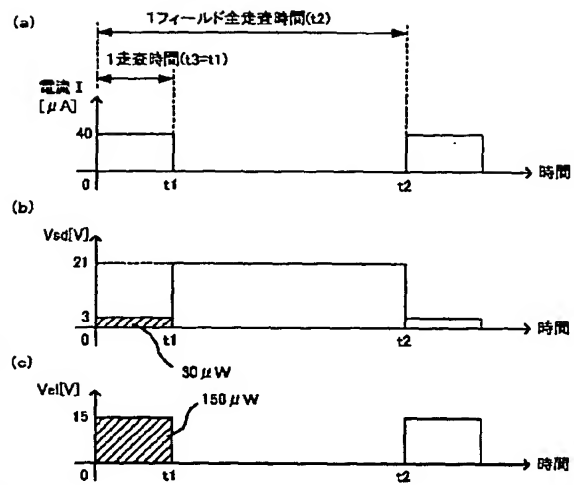 (a)
1フィールド全走査時間(t2)
1走査時間(t3=t1)
電流 I
[μA]
40
0
t1
t2
時間
(b)
Vsd[V]
21
3
0
t1
t2
時間
30μW
(c)
Vel[V]
150μW
15
0
t1
t2
時間